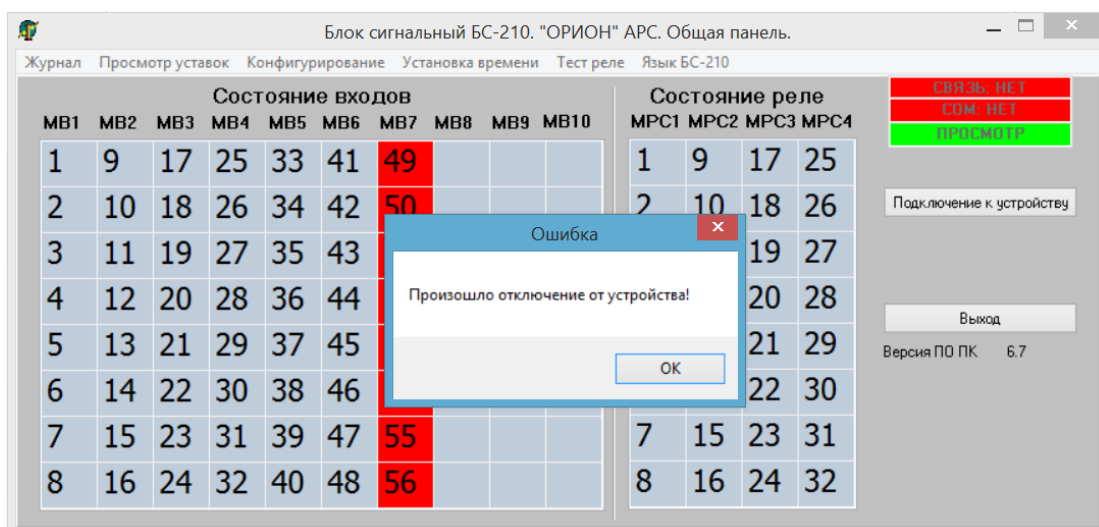 Блок сигнальный БС-210. "ОРИОН" АРС. Общая панель.
Журнал Просмотр уставок Конфигурирование Установка времени Тест реле Язык БС-210
Состояние входов
МВ1 МВ2 МВ3 МВ4 МВ5 МВ6 МВ7 МВ8 МВ9 МВ10
1 9 17 25 33 41 49
2 10 18 26 34 42 50
3 11 19 27 35 43
4 12 20 28 36 44
5 13 21 29 37 45
6 14 22 30 38 46
7 15 23 31 39 47 55
8 16 24 32 40 48 56
Состояние реле
МРС1 МРС2 МРС3 МРС4
1 9 17 25
2 10 18 26
19 27
20 28
21 29
22 30
7 15 23 31
8 16 24 32
Ошибка
Произошло отключение от устройства!
OK
СВЯЗЬ: НЕТ
COM: НЕТ
ПРОСМОТР
Подключение к устройству
Выход
Версия ПО ПК 6.7